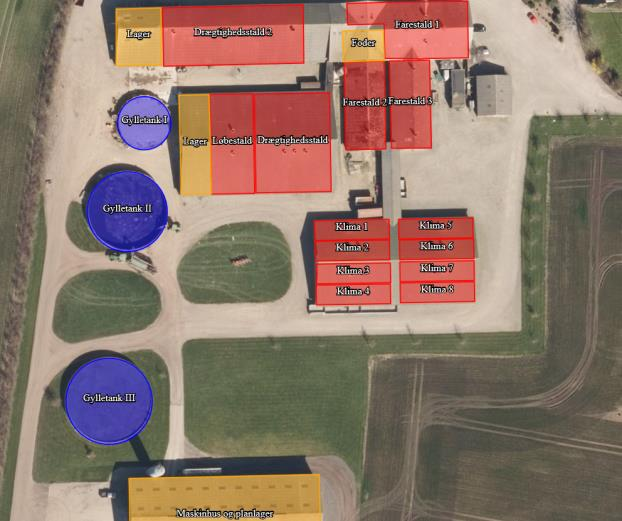 Lager
Drægtighedsstald 2
Farestald 1
Foder
Farestald 2
Farestald 3
Gylletank I
Lager
Løbestald
Drægtighedsstald
Gylletank II
Klima 1
Klima 5
Klima 2
Klima 6
Klima 3
Klima 7
Klima 4
Klima 8
Gylletank III
Maskinhus og planlager